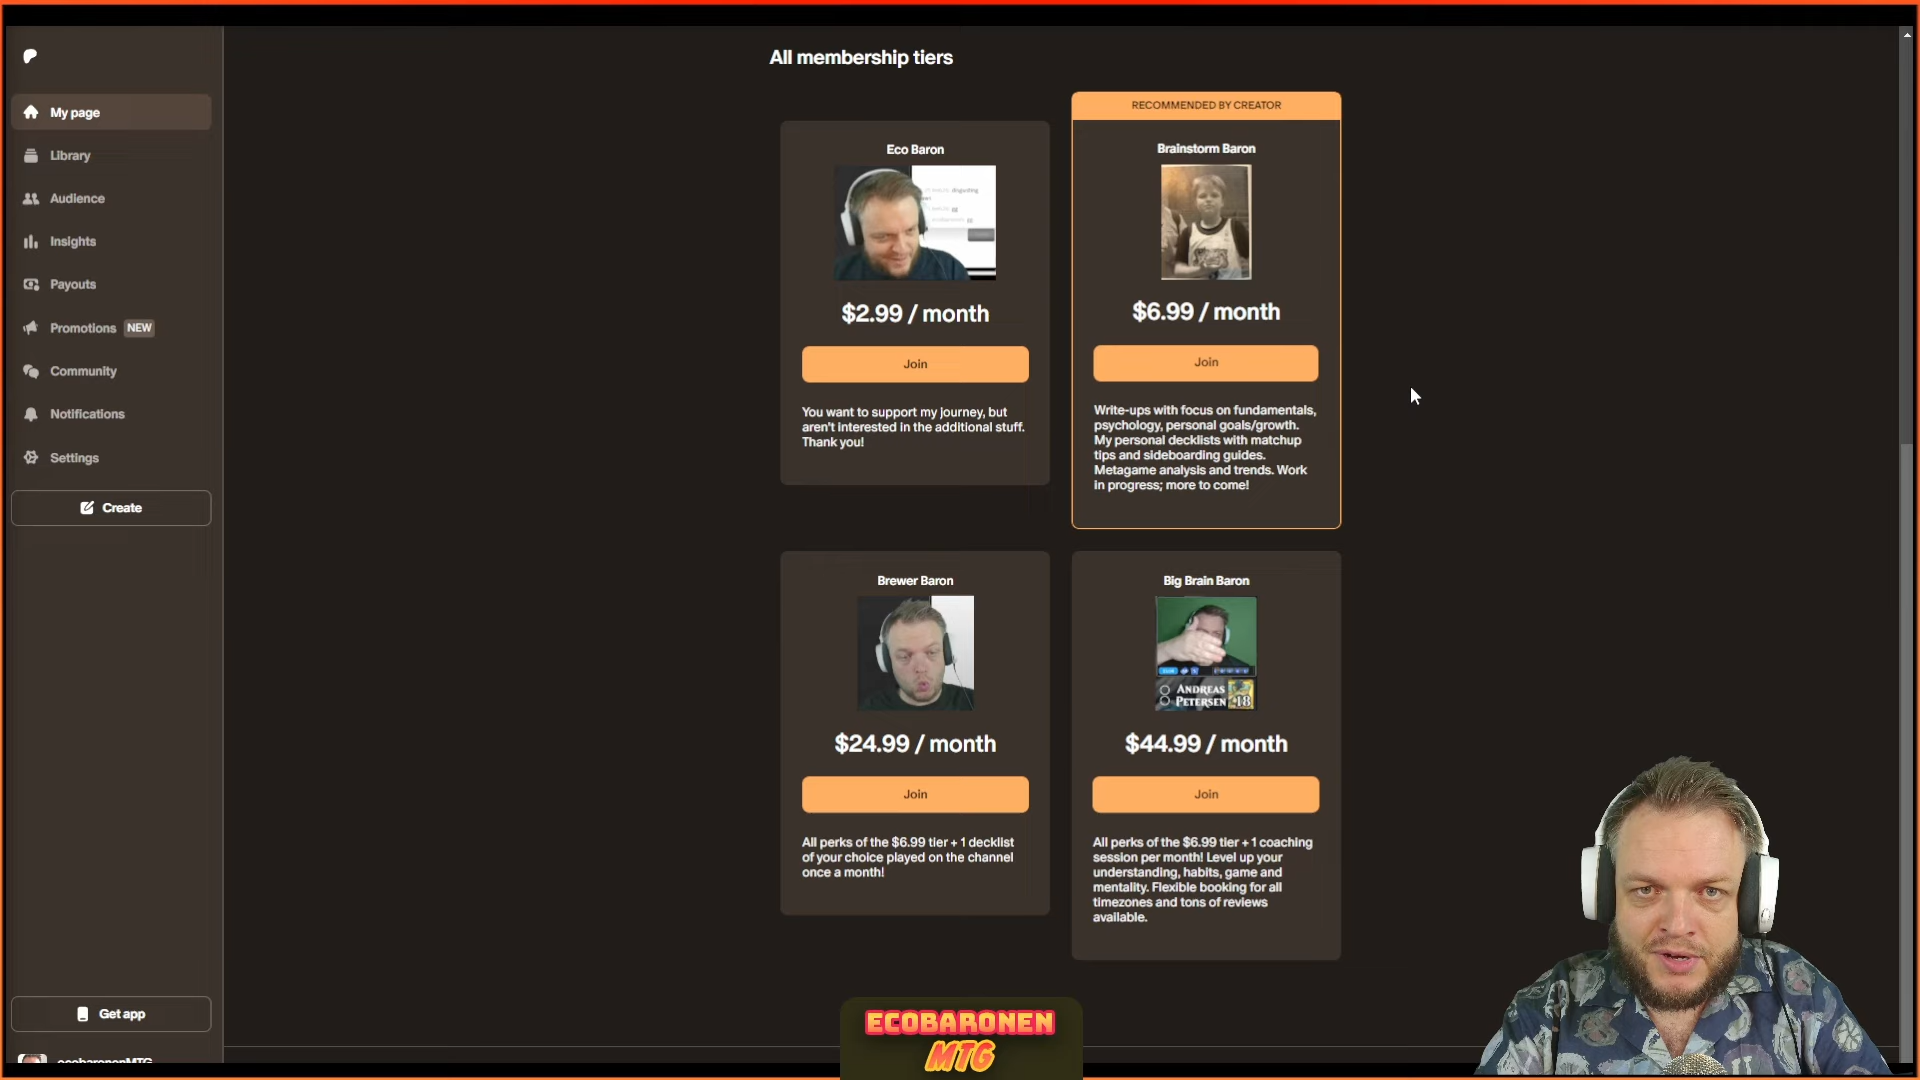 All membership tiers
My page
Library
Audience
Insights
Payouts
Promotions NEW
Community
Notifications
Settings
Create
Get app
ecobaronenMTG
Eco Baron
$2.99 / month
Join
You want to support my journey, but
aren't interested in the additional stuff.
Thank you!
RECOMMENDED BY CREATOR
Brainstorm Baron
$6.99 / month
Join
Write-ups with focus on fundamentals,
psychology, personal goals/growth.
My personal decklists with matchup
tips and sideboarding guides.
Metagame analysis and trends. Work
in progress; more to come!
Brewer Baron
$24.99 / month
Join
All perks of the $6.99 tier + 1 decklist
of your choice played on the channel
once a month!
Big Brain Baron
ANDREAS
PETERSEN
18
$44.99 / month
Join
All perks of the $6.99 tier + 1 coaching
session per month! Level up your
understanding, habits, game and
mentality. Flexible booking for all
timezones and tons of reviews
available.
ECOBARONEN
MTG